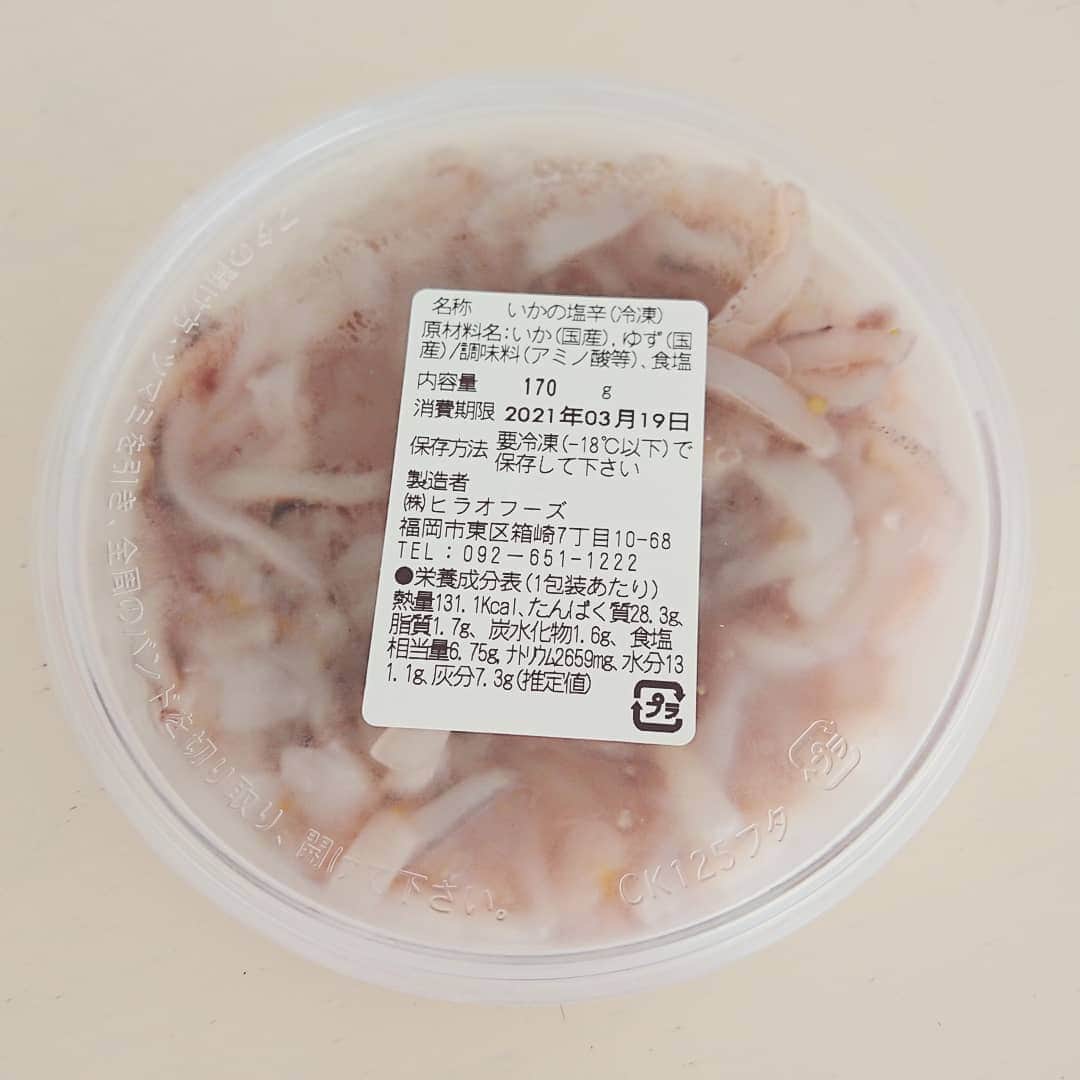 名称 いかの塩辛(冷凍)
原材料名:いか(国産),ゆず(国
産)/調味料(アミノ酸等)、食塩
内容量 170 g
消費期限 2021年03月19日
保存方法 要冷凍(-18℃以下)で
保存して下さい
製造者
㈱ヒラオフーズ
福岡市東区箱崎7丁目10-68
TEL:092-651-1222
●栄養成分表(1包装あたり)
熱量131.1Kcal、たんぱく質28.3g、
脂質1.7g、炭水化物1.6g、食塩
相当量6.75g、ナトリウム2659mg、水分13
1.1g、灰分7.3g(推定値)
プラ
フタの開け方:ツマミを引き、全周のバンドを切り取り、開けて下さい。
プラ
CK125フタ